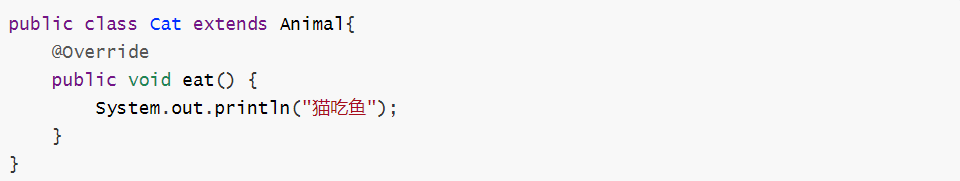 public class Cat extends Animal{
    @Override
    public void eat() {
        System.out.println("猫吃鱼");
    }
}